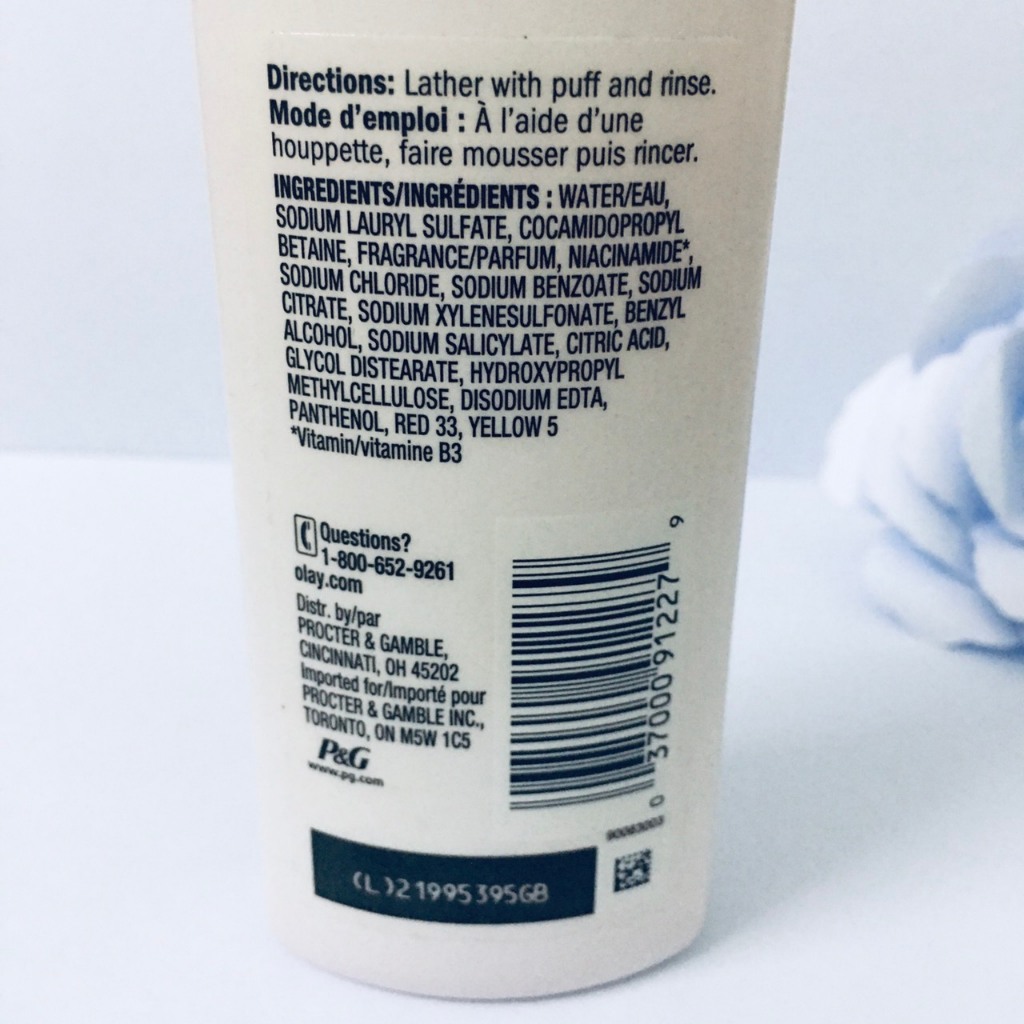 Directions: Lather with puff and rinse.
Mode d'emploi : À l'aide d'une
houppette, faire mousser puis rincer.
INGREDIENTS/INGRÉDIENTS : WATER/EAU,
SODIUM LAURYL SULFATE, COCAMIDOPROPYL
BETAINE, FRAGRANCE/PARFUM, NIACINAMIDE*,
SODIUM CHLORIDE, SODIUM BENZOATE, SODIUM
CITRATE, SODIUM XYLENESULFONATE, BENZYL
ALCOHOL, SODIUM SALICYLATE, CITRIC ACID,
GLYCOL DISTEARATE, HYDROXYPROPYL
METHYLCELLULOSE, DISODIUM EDTA,
PANTHENOL, RED 33, YELLOW 5
*Vitamin/vitamine B3
Questions?
1-800-652-9261
olay.com
Distr. by/par
PROCTER & GAMBLE,
CINCINNATI, OH 45202
Imported for/Importé pour
PROCTER & GAMBLE INC.,
TORONTO, ON M5W 1C5
P&G
www.pg.com
0 37000 91227 9
(L)21995395GB